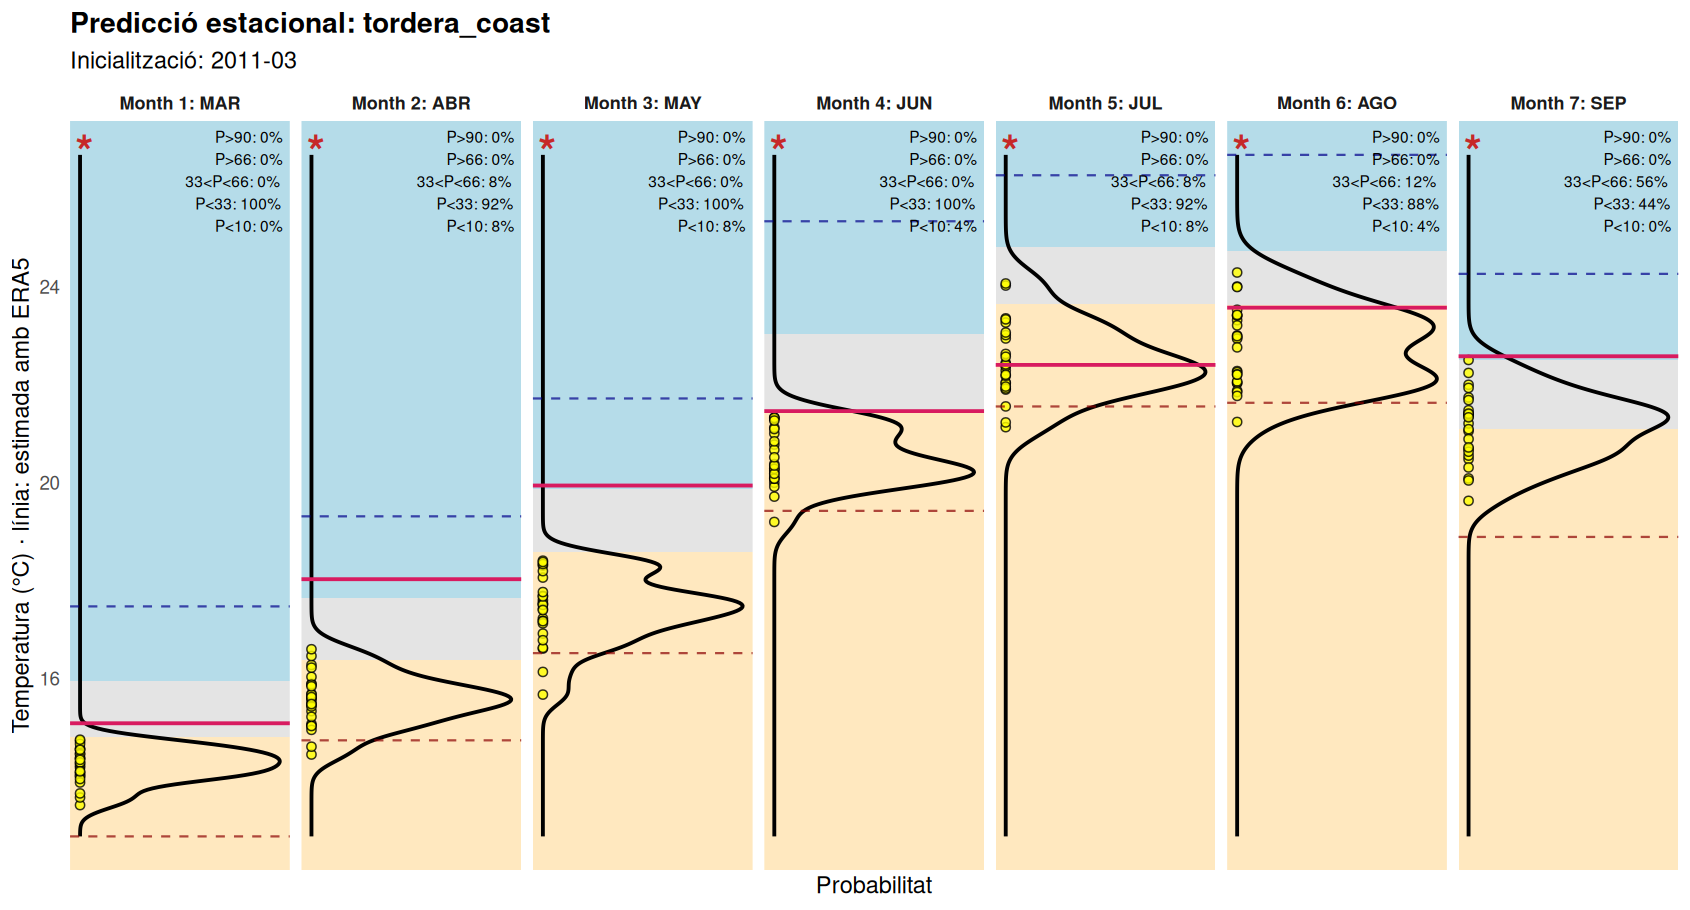 Predicció estacional: tordera_coast
Inicialització: 2011-03
Month 1: MAR
Month 2: ABR
Month 3: MAY
Month 4: JUN
Month 5: JUL
Month 6: AGO
Month 7: SEP
*
P>90: 0%
P>66: 0%
33<P<66: 0%
P<33: 100%
P<10: 0%
*
P>90: 0%
P>66: 0%
33<P<66: 8%
P<33: 92%
P<10: 8%
*
P>90: 0%
P>66: 0%
33<P<66: 0%
P<33: 100%
P<10: 8%
*
P>90: 0%
P>66: 0%
33<P<66: 0%
P<33: 100%
P<10: 4%
*
P>90: 0%
P>66: 0%
33<P<66: 8%
P<33: 92%
P<10: 8%
*
P>90: 0%
P>66: 0%
33<P<66: 12%
P<33: 88%
P<10: 4%
*
P>90: 0%
P>66: 0%
33<P<66: 56%
P<33: 44%
P<10: 0%
Temperatura (°C) · línia: estimada amb ERA5
24
20
16
Probabilitat